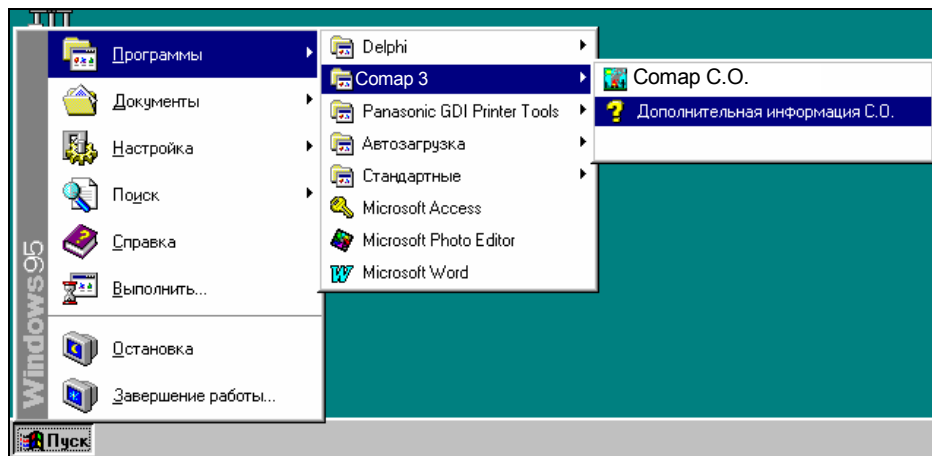 Программы
Документы
Настройка
Поиск
Справка
Выполнить...
Остановка
Завершение работы...
Windows95
Пуск
Delphi
Comap 3
Panasonic GDI Printer Tools
Автозагрузка
Стандартные
Microsoft Access
Microsoft Photo Editor
Microsoft Word
Comap C.O.
Дополнительная информация С.О.